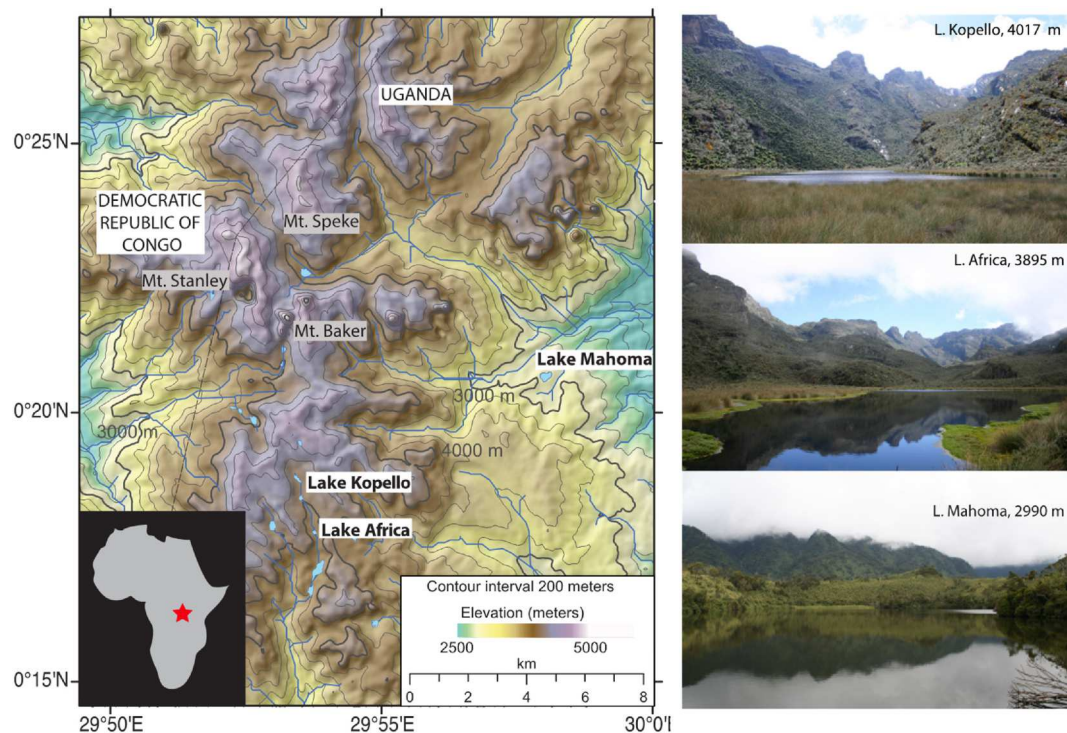 UGANDA
0°25'N
DEMOCRATIC
REPUBLIC OF
CONGO
Mt. Speke
Mt. Stanley
Mt. Baker
Lake Mahoma
3000 m
0°20'N
3000 m
4000 m
Lake Kopello
Lake Africa
Contour interval 200 meters
Elevation (meters)
2500 5000
km
0 2 4 6 8
0°15'N
29°50'E 29°55'E 30°0'I
L. Kopello, 4017 m
L. Africa, 3895 m
L. Mahoma, 2990 m